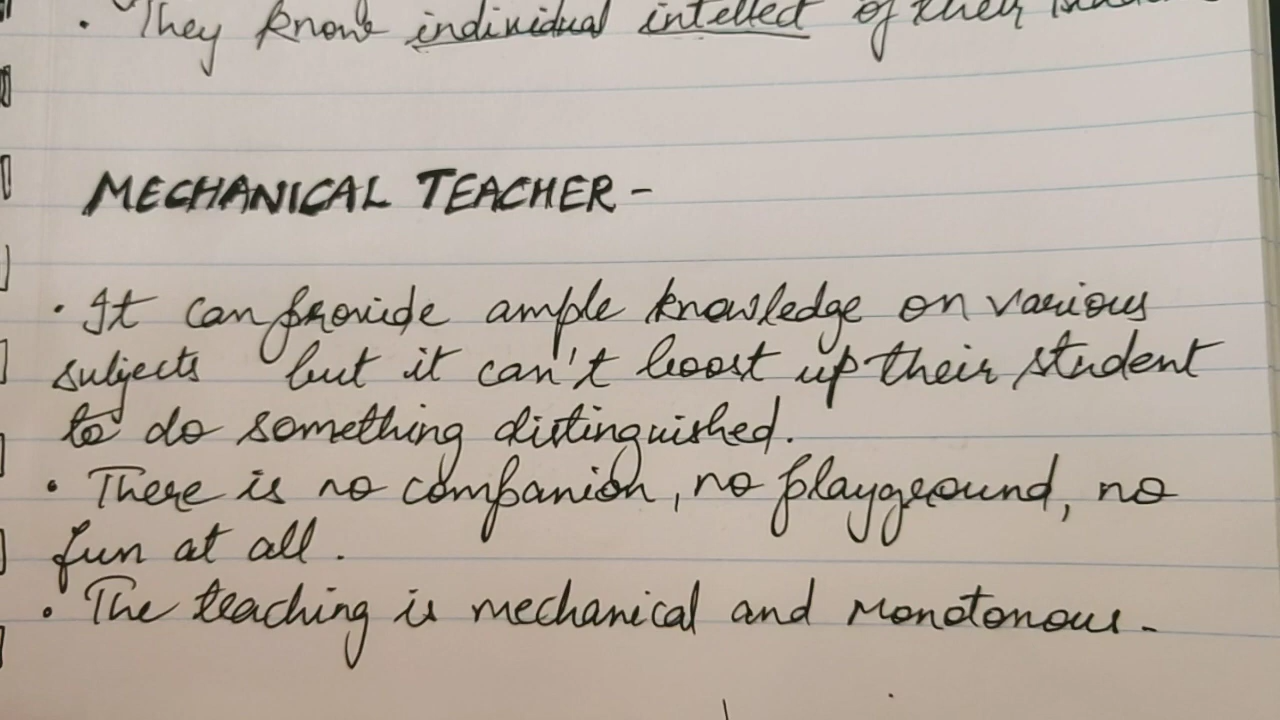 · They know individual intellect of their
MECHANICAL TEACHER -
· It can provide ample knowledge on various
subjects but it can't boost up their student
to do something distinguished.
· There is no companion, no playground, no
fun at all.
· The teaching is mechanical and monotonous.